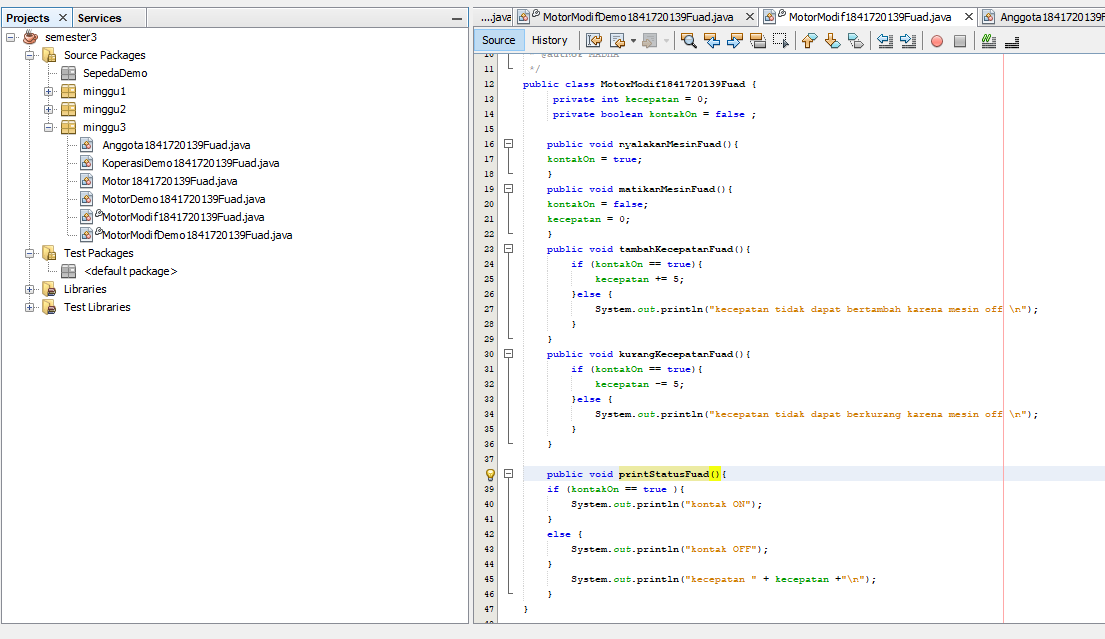 Projects
Services
semester3
Source Packages
SepedaDemo
minggu1
minggu2
minggu3
Anggota1841720139Fuad.java
KoperasiDemo1841720139Fuad.java
Motor1841720139Fuad.java
MotorDemo1841720139Fuad.java
MotorModif1841720139Fuad.java
MotorModifDemo1841720139Fuad.java
Test Packages
<default package>
Libraries
Test Libraries
....java MotorModifDemo1841720139Fuad.java MotorModif1841720139Fuad.java Anggota1841720139F
Source History
10 @author
11 */
12 public class MotorModif1841720139Fuad {
13 private int kecepatan = 0;
14 private boolean kontakOn = false ;
15
16 public void nyalakanMesinFuad(){
17 kontakOn = true;
18 }
19 public void matikanMesinFuad(){
20 kontakOn = false;
21 kecepatan = 0;
22 }
23 public void tambahKecepatanFuad(){
24 if (kontakOn == true){
25 kecepatan += 5;
26 }else {
27 System.out.println("kecepatan tidak dapat bertambah karena mesin off \n");
28 }
29 }
30 public void kurangKecepatanFuad(){
31 if (kontakOn == true){
32 kecepatan -= 5;
33 }else {
34 System.out.println("kecepatan tidak dapat berkurang karena mesin off \n");
35 }
36 }
37
public void printStatusFuad(){
39 if (kontakOn == true ){
40 System.out.println("kontak ON");
41 }
42 else {
43 System.out.println("kontak OFF");
44 }
45 System.out.println("kecepatan " + kecepatan +"\n");
46 }
47 }